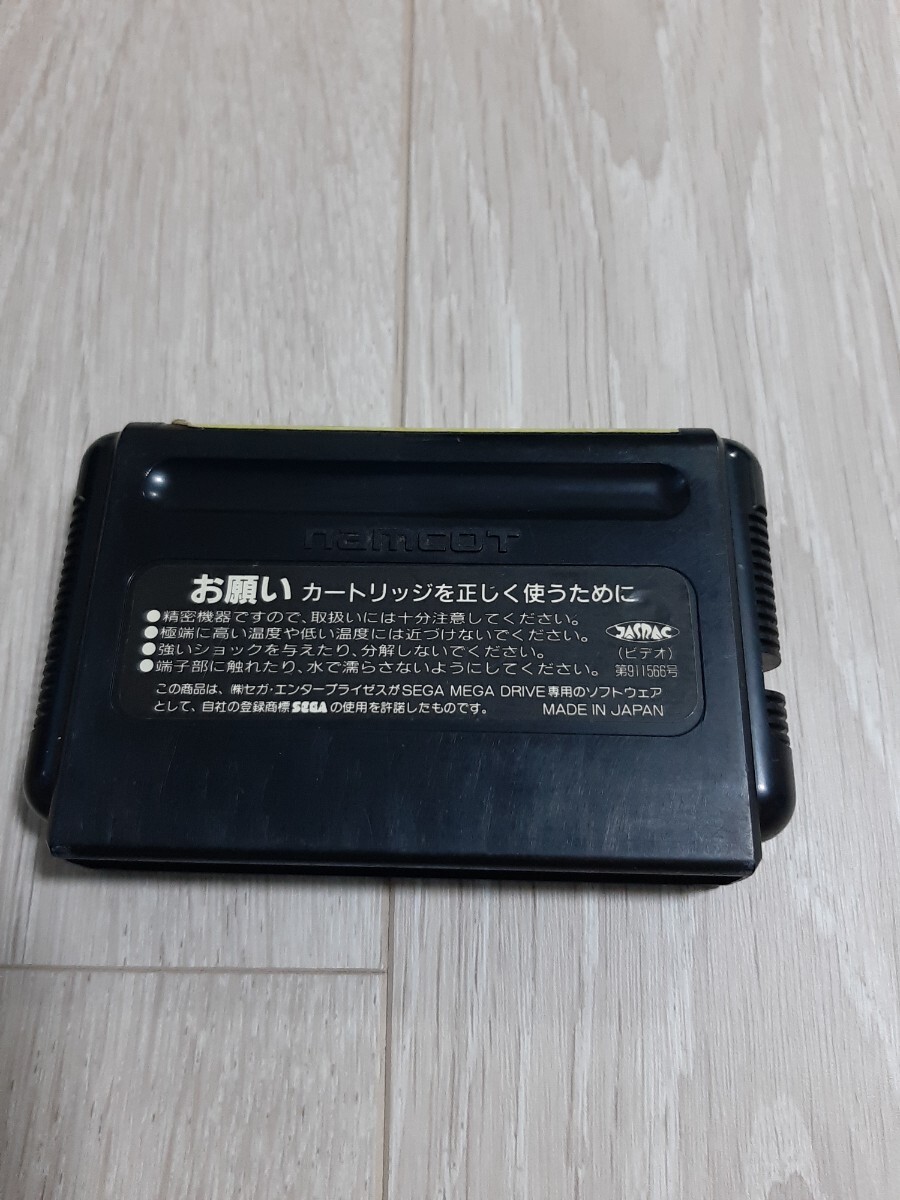 namcot
お願い カートリッジを正しく使うために
●精密機器ですので、取扱いには十分注意してください。
●極端に高い温度や低い温度には近づけないでください。
●強いショックを与えたり、分解しないでください。
●端子部に触れたり、水で濡らさないようにしてください。
JASRAC
(ビデオ)
第911566号
この商品は、㈱セガ・エンタープライゼスがSEGA MEGA DRIVE専用のソフトウェア
として、自社の登録商標SEGAの使用を許諾したものです。
MADE IN JAPAN